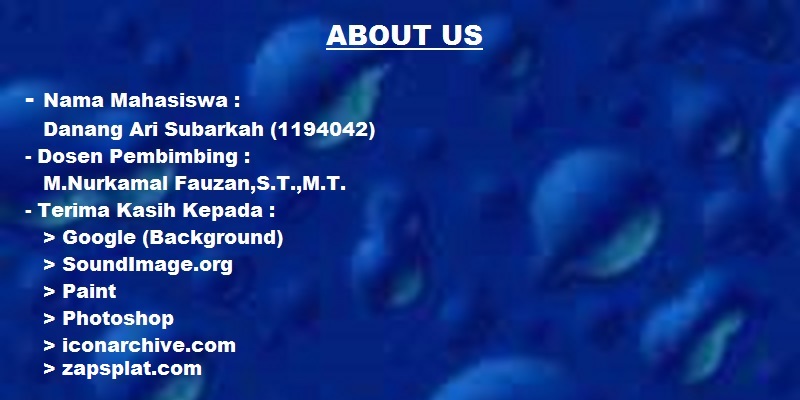 ABOUT US
- Nama Mahasiswa :
Danang Ari Subarkah (1194042)
- Dosen Pembimbing :
M.Nurkamal Fauzan,S.T.,M.T.
- Terima Kasih Kepada :
> Google (Background)
> SoundImage.org
> Paint
> Photoshop
> iconarchive.com
> zapsplat.com